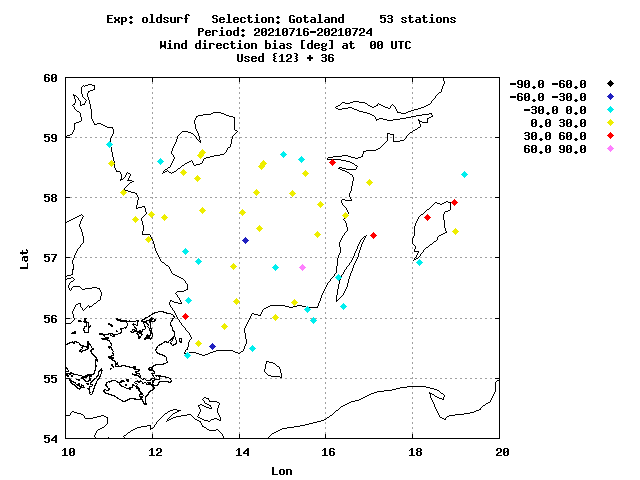 Exp: oldsurf   Selection: Gotaland     53 stations
Period: 20210716-20210724
Wind direction bias [deg] at  00 UTC
Used {12} + 36
-90.0 -60.0
-60.0 -30.0
-30.0 0.0
0.0 30.0
30.0 60.0
60.0 90.0
60
59
58
57
56
55
54
Lat
10 12 14 16 18 20
Lon